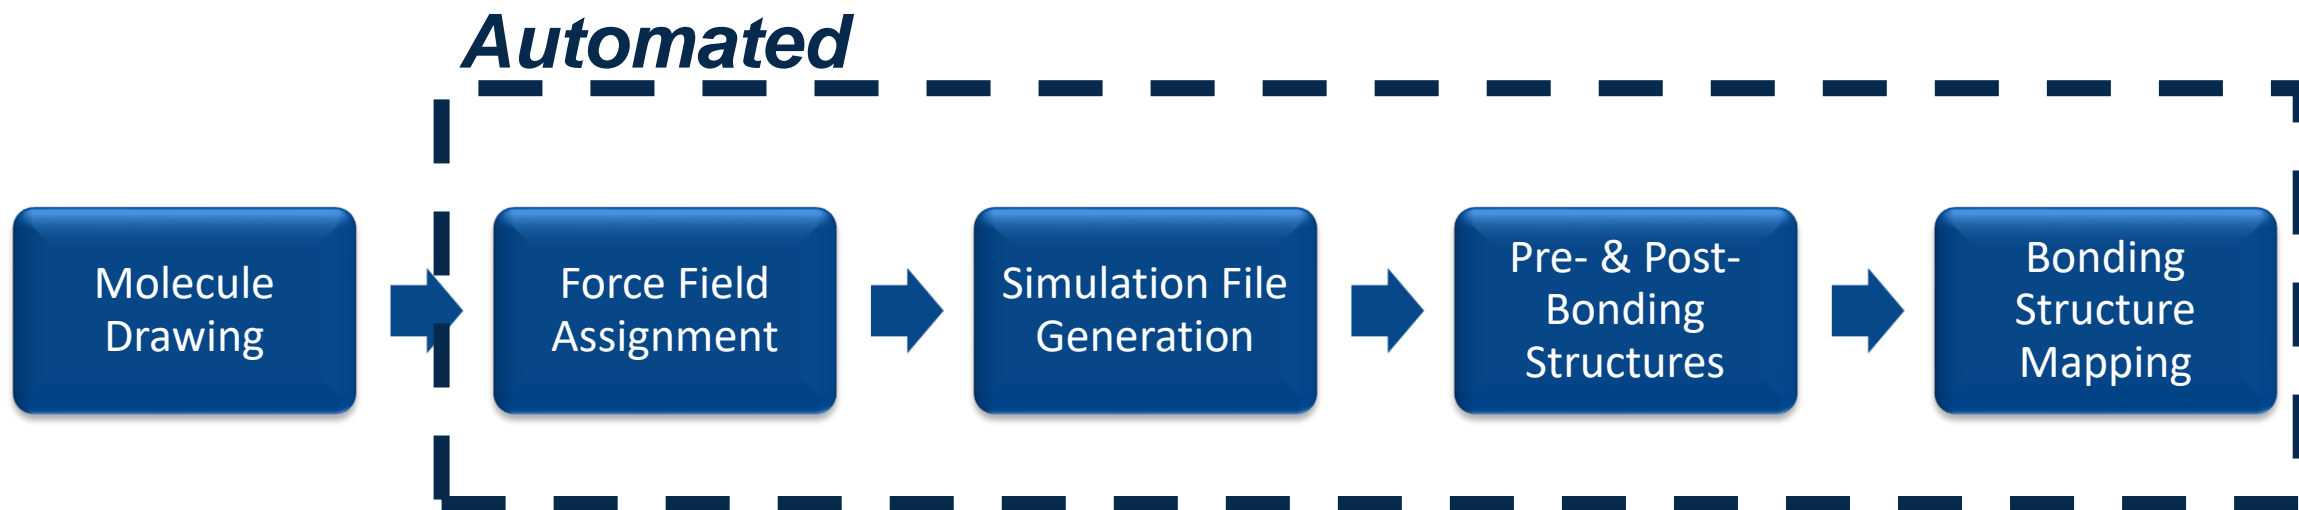 Automated
Molecule
Drawing
Force Field
Assignment
Simulation File
Generation
Pre- & Post-
Bonding
Structures
Bonding
Structure
Mapping